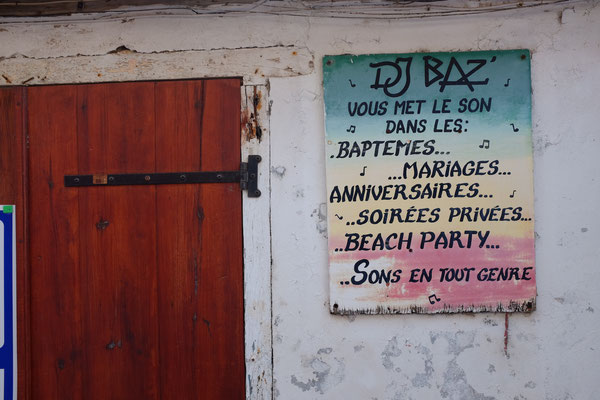 DJ BAZ'
VOUS MET LE SON
DANS LES:
.BAPTEMES...
...MARIAGES...
ANNIVERSAIRES...
..SOIRÉES PRIVÉES...
..BEACH PARTY...
..SONS EN TOUT GENRE